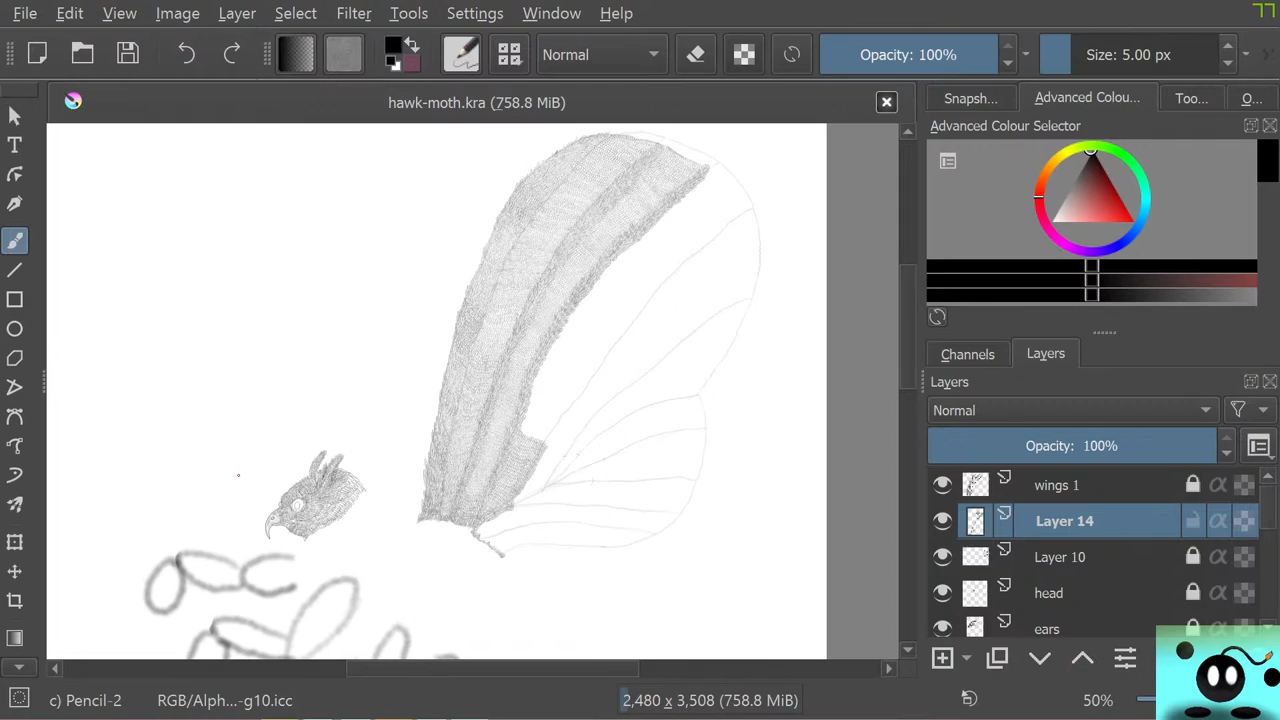 77
File Edit View Image Layer Select Filter Tools Settings Window Help
Normal Opacity: 100% Size: 5.00 px
hawk-moth.kra (758.8 MiB)
Snapsh... Advanced Colou... Too... O...
Advanced Colour Selector
Channels Layers
Layers
Normal
Opacity: 100%
wings 1
Layer 14
Layer 10
head
ears
c) Pencil-2 RGB/Alph...-g10.icc 2,480 x 3,508 (758.8 MiB) 50%